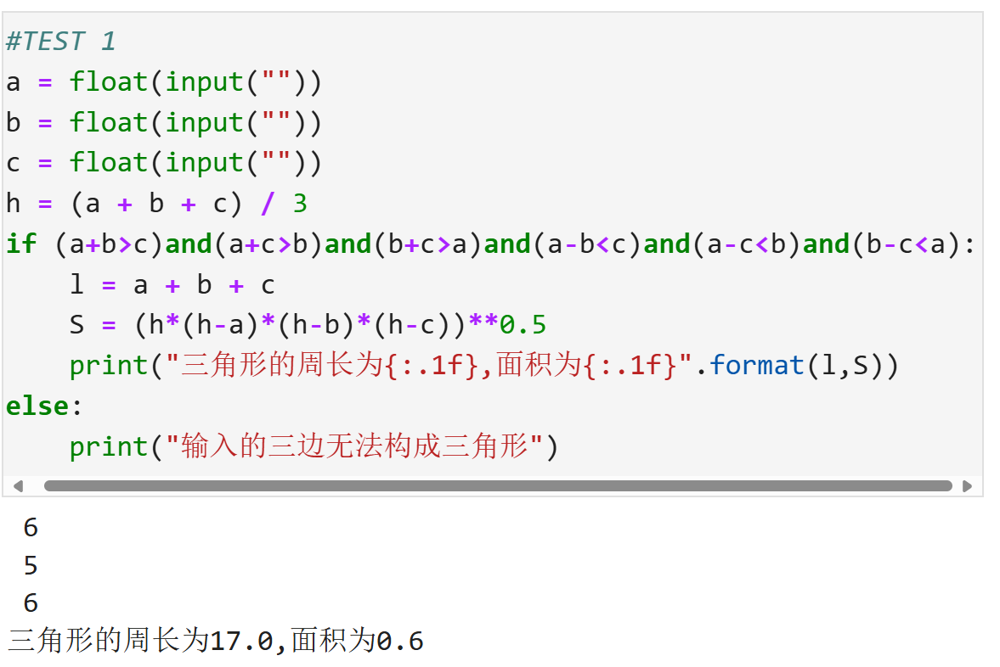 #TEST 1
a = float(input(""))
b = float(input(""))
c = float(input(""))
h = (a + b + c) / 3
if (a+b>c)and(a+c>b)and(b+c>a)and(a-b<c)and(a-c<b)and(b-c<a):
    l = a + b + c
    S = (h*(h-a)*(h-b)*(h-c))**0.5
    print("三角形的周长为{:.1f},面积为{:.1f}".format(l,S))
else:
    print("输入的三边无法构成三角形")
6
5
6
三角形的周长为17.0,面积为0.6